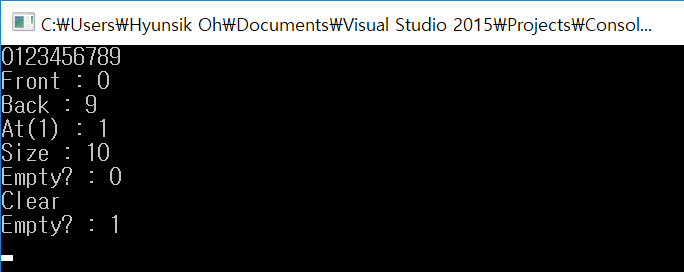 C:₩Users₩Hyunsik Oh₩Documents₩Visual Studio 2015₩Projects₩Consol...
0123456789
Front : 0
Back : 9
At(1) : 1
Size : 10
Empty? : 0
Clear
Empty? : 1